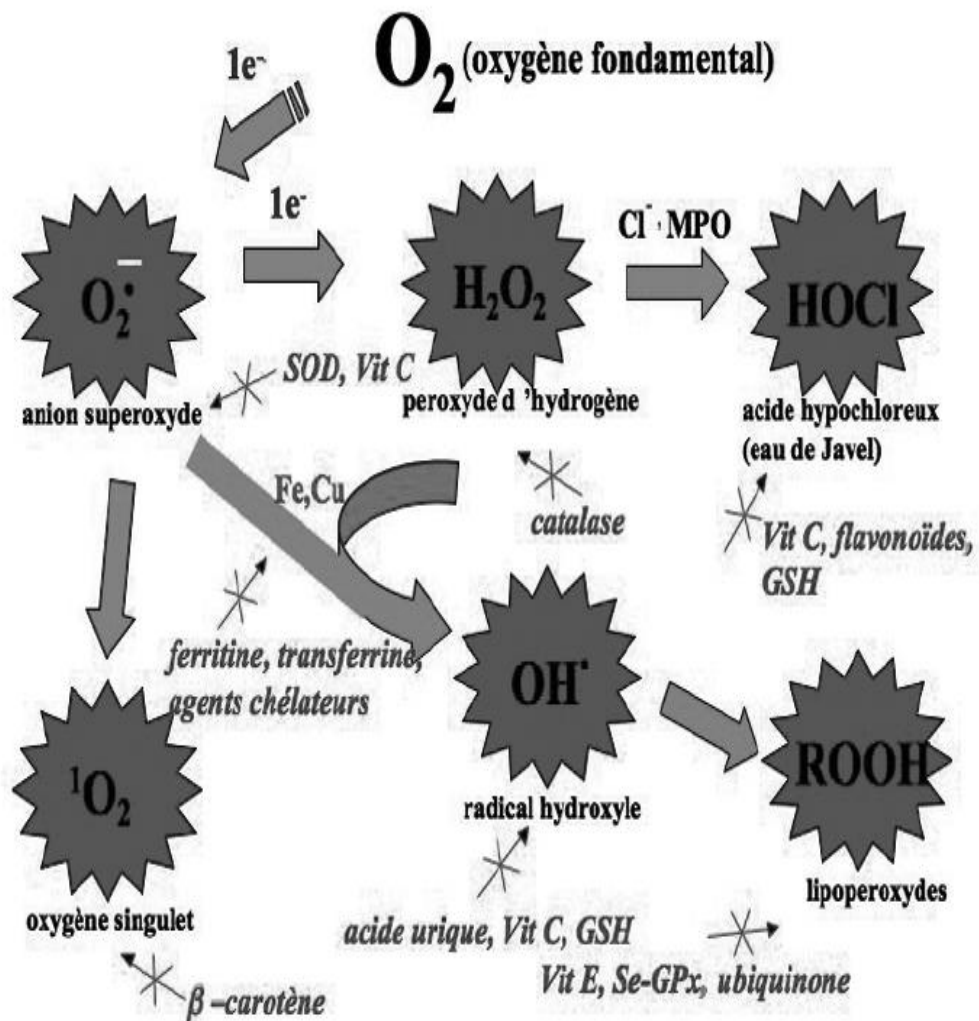 O₂ (oxygène fondamental)
1e⁻
1e⁻
Cl⁻, MPO
O₂•⁻
H₂O₂
HOCl
SOD, Vit C
anion superoxyde
peroxyde d 'hydrogène
acide hypochloreux
(eau de Javel)
Fe,Cu
catalase
Vit C, flavonoïdes,
GSH
ferritine, transferrine,
agents chélateurs
OH•
¹O₂
ROOH
radical hydroxyle
oxygène singulet
lipoperoxydes
acide urique, Vit C, GSH
Vit E, Se-GPx, ubiquinone
β –carotène